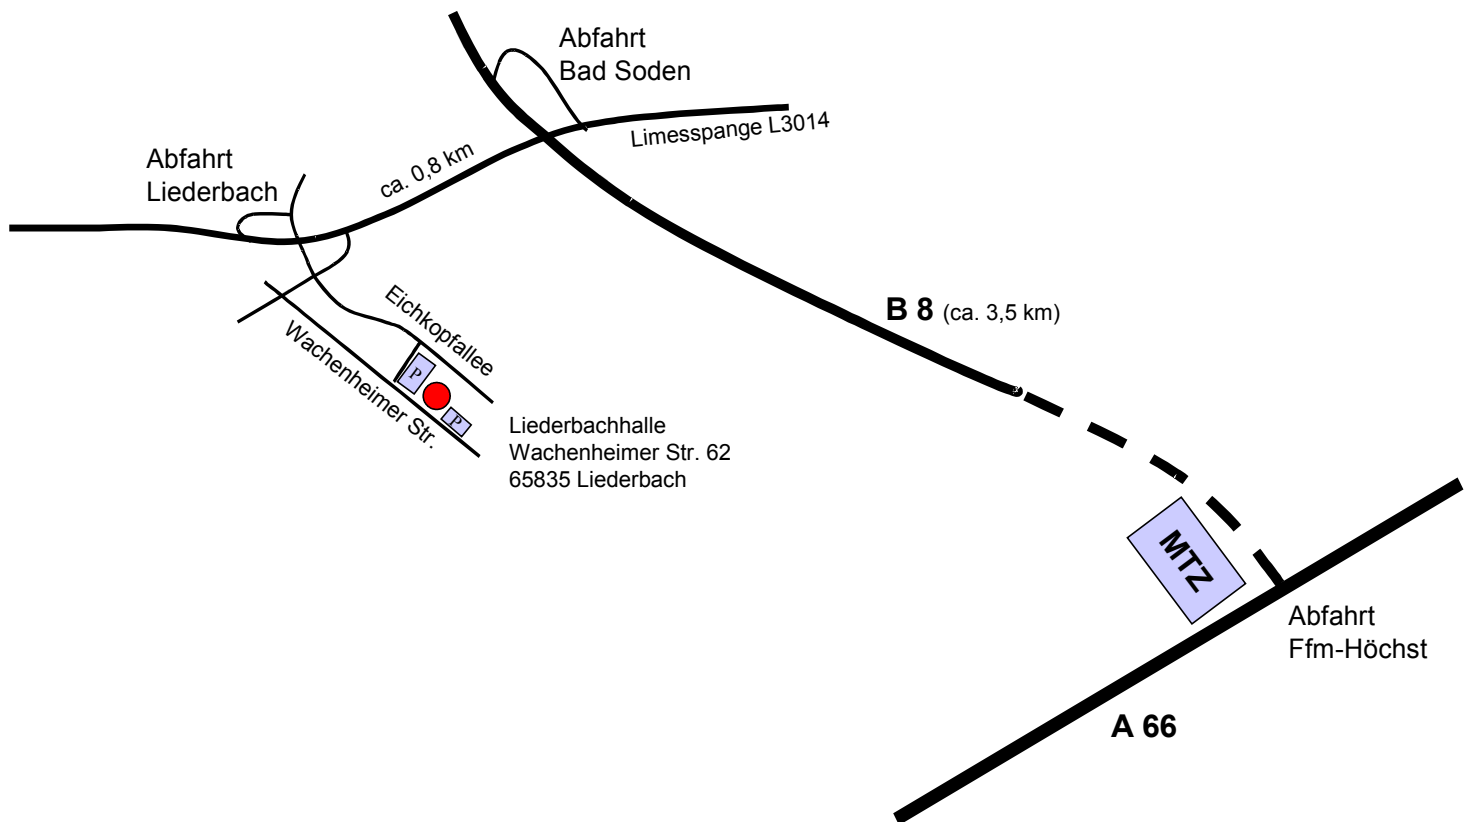 Abfahrt
Bad Soden
Limesspange L3014
Abfahrt
Liederbach
ca. 0,8 km
Eichkopfallee
B 8 (ca. 3,5 km)
Wachenheimer Str.
P
P
Liederbachhalle
Wachenheimer Str. 62
65835 Liederbach
MTZ
Abfahrt
Ffm-Höchst
A 66